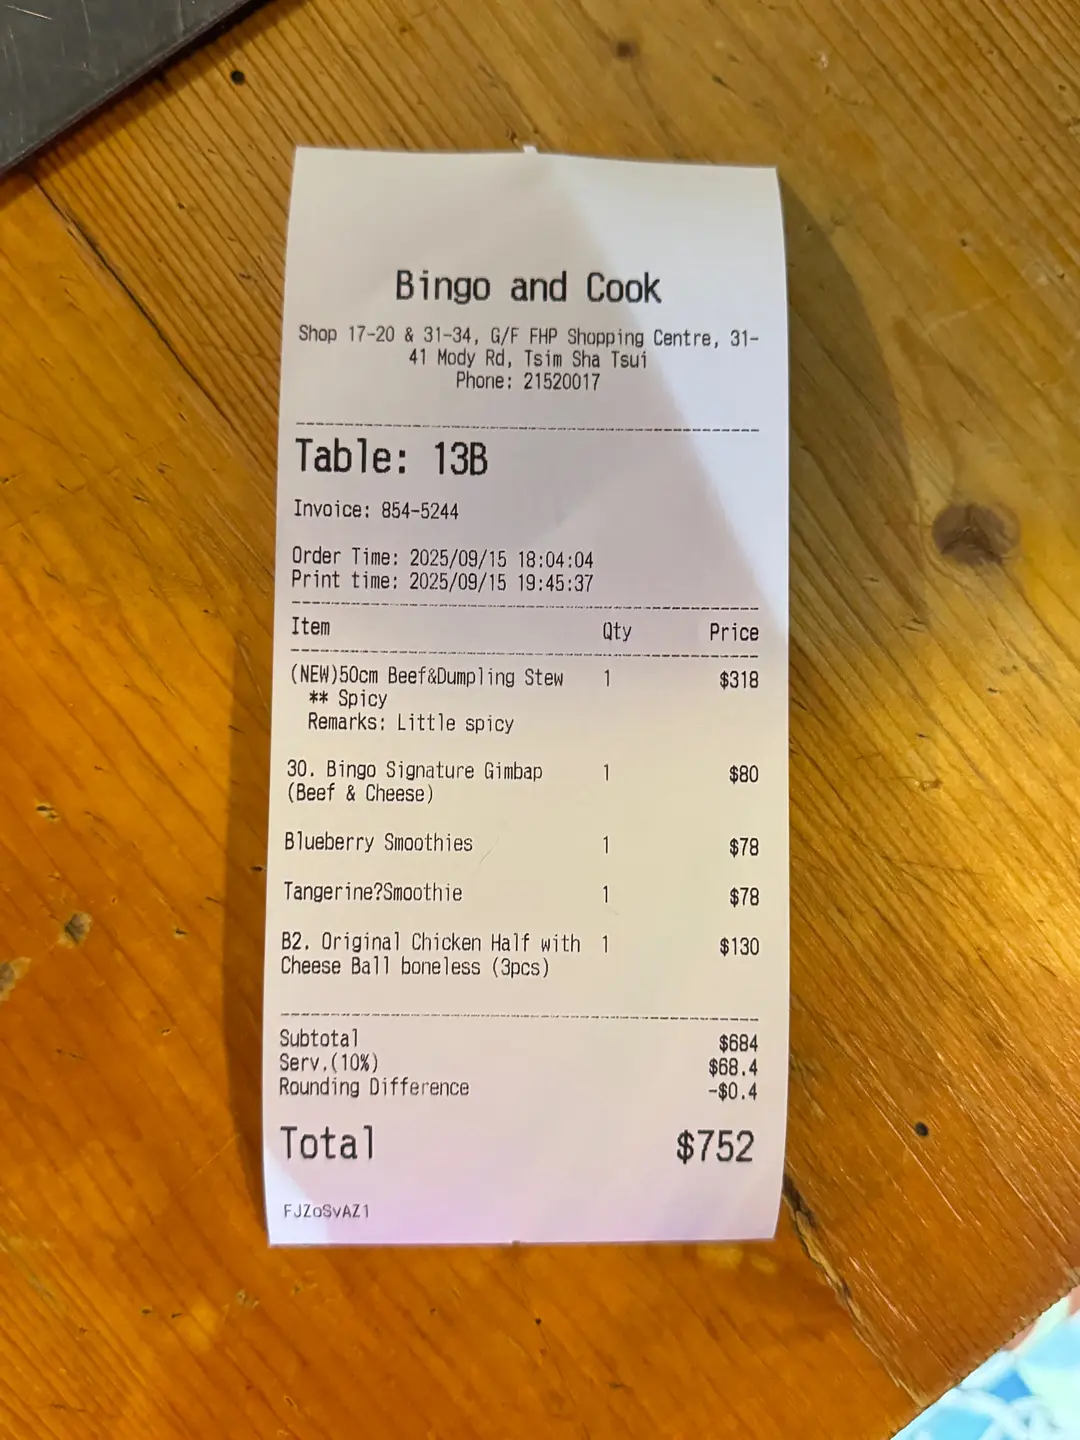 Bingo and Cook
Shop 17-20 & 31-34, G/F FHP Shopping Centre, 31-
41 Mody Rd, Tsim Sha Tsui
Phone: 21520017
Table: 13B
Invoice: 854-5244
Order Time: 2025/09/15 18:04:04
Print time: 2025/09/15 19:45:37
Item Qty Price
(NEW)50cm Beef&Dumpling Stew 1 $318
** Spicy
Remarks: Little spicy
30. Bingo Signature Gimbap 1 $80
(Beef & Cheese)
Blueberry Smoothies 1 $78
Tangerine?Smoothie 1 $78
B2. Original Chicken Half with 1 $130
Cheese Ball boneless (3pcs)
Subtotal $684
Serv.(10%) $68.4
Rounding Difference -$0.4
Total $752
FJZoSvAZ1